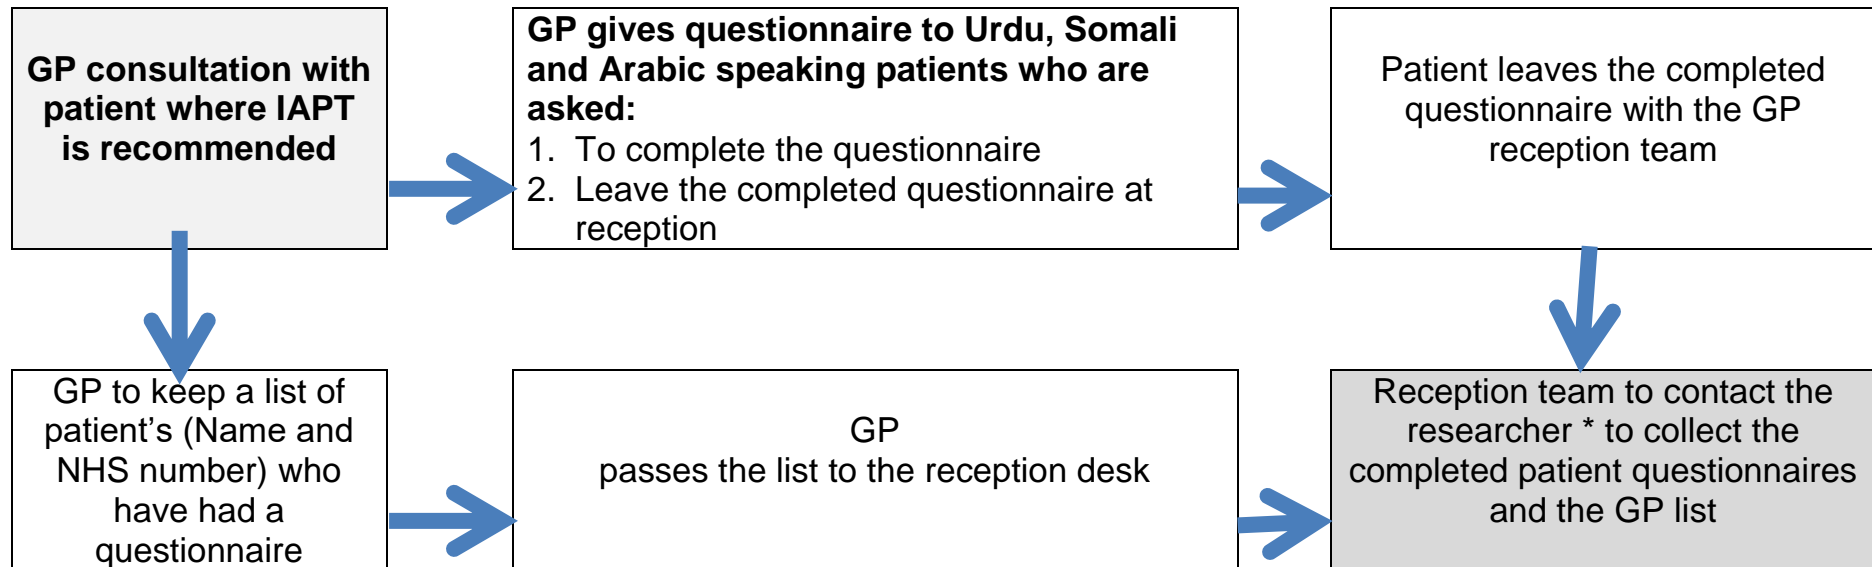 GP consultation with
patient where IAPT
is recommended
GP gives questionnaire to Urdu, Somali
and Arabic speaking patients who are
asked:
1. To complete the questionnaire
2. Leave the completed questionnaire at
reception
Patient leaves the completed
questionnaire with the GP
reception team
GP to keep a list of
patient’s (Name and
NHS number) who
have had a
questionnaire
GP
passes the list to the reception desk
Reception team to contact the
researcher * to collect the
completed patient questionnaires
and the GP list